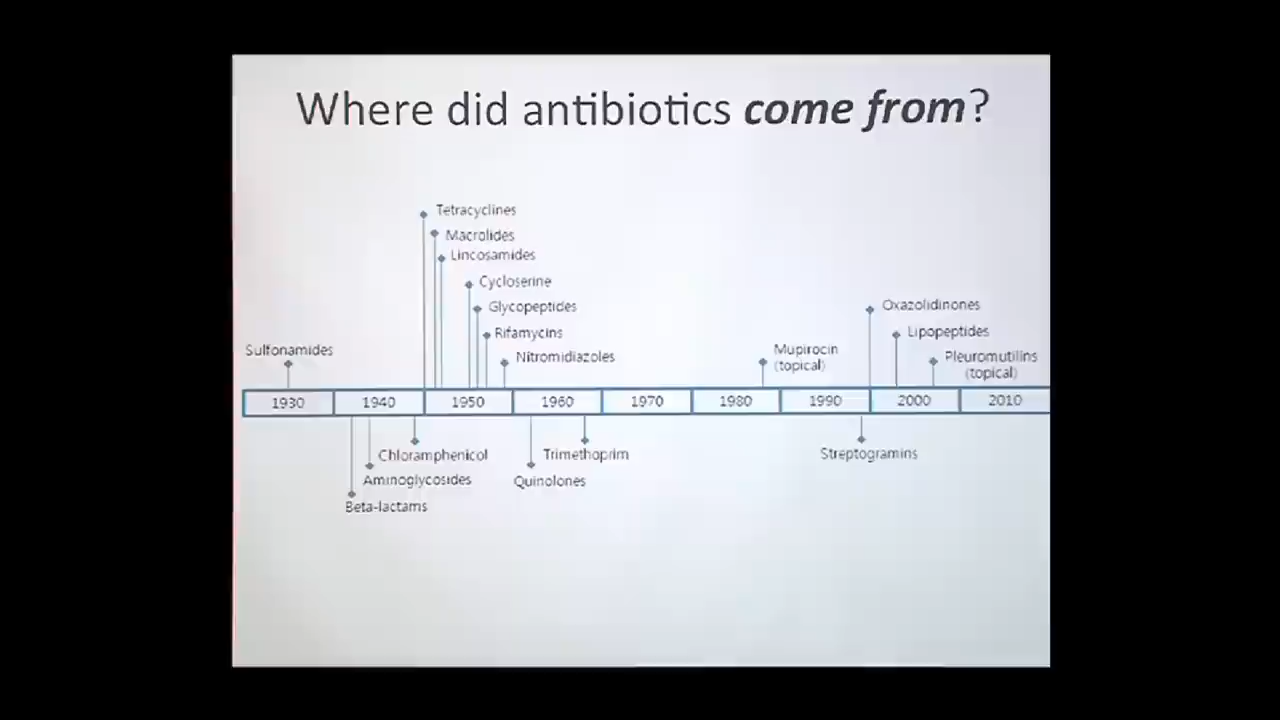 Where did antibiotics come from?
Tetracyclines
Macrolides
Lincosamides
Cycloserine
Glycopeptides
Rifamycins
Nitromidiazoles
Sulfonamides
Mupirocin
(topical)
Oxazolidinones
Lipopeptides
Pleuromutilins
(topical)
1930 1940 1950 1960 1970 1980 1990 2000 2010
Chloramphenicol
Aminoglycosides
Beta-lactams
Trimethoprim
Quinolones
Streptogramins